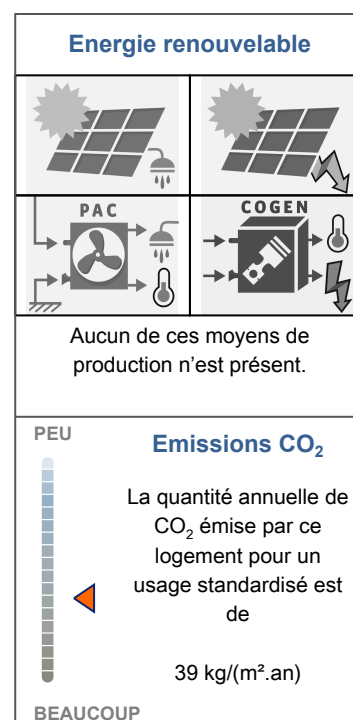 Energie renouvelable
PAC
COGEN
Aucun de ces moyens de
production n'est présent.
PEU
Emissions CO₂
La quantité annuelle de
CO₂ émise par ce
logement pour un
usage standardisé est
de
39 kg/(m².an)
BEAUCOUP